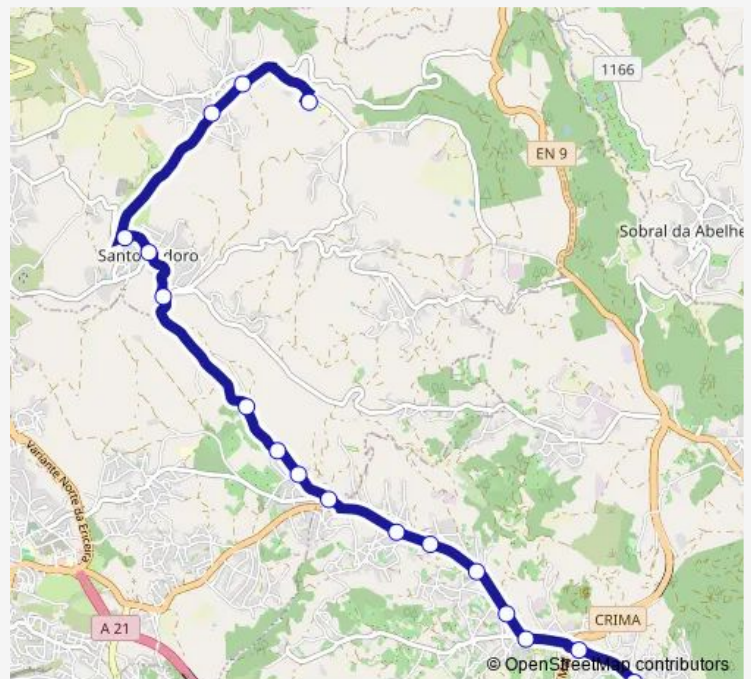 1166
EN 9
Sobral da Abelhe
Santo doro
Variante Norte da Ericeira
A 21
CRIMA
© OpenStreetMap contributors